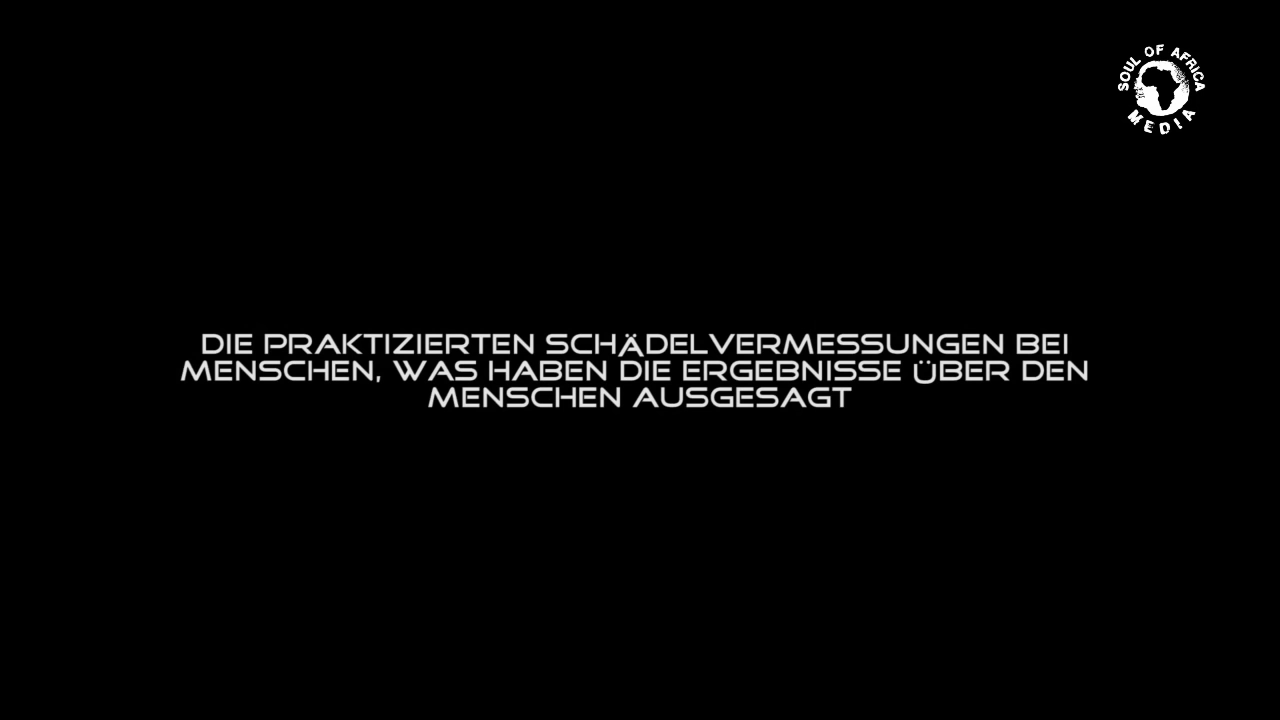 SOUL OF AFRICA
MEDIA
DIE PRAKTIZIERTEN SCHÄDELVERMESSUNGEN BEI
MENSCHEN, WAS HABEN DIE ERGEBNISSE ÜBER DEN
MENSCHEN AUSGESAGT